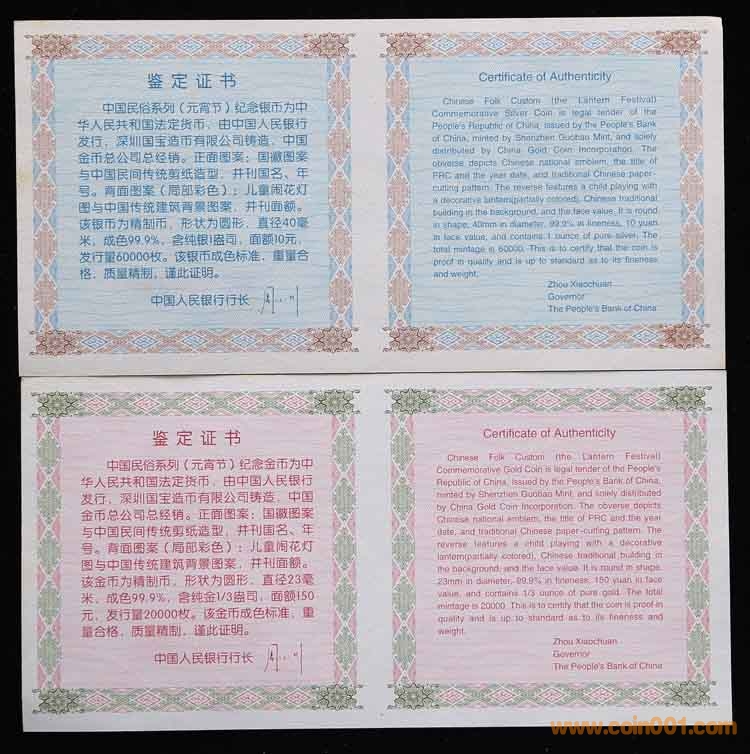 鉴定证书
中国民俗系列（元宵节）纪念银币为中
华人民共和国法定货币，由中国人民银行
发行，深圳国宝造币有限公司铸造，中国
金币总公司总经销。正面图案：国徽图案
与中国民间传统剪纸造型，并刊国名、年
号。背面图案（局部彩色）：儿童闹花灯
图与中国传统建筑背景图案，并刊面额。
该银币为精制币，形状为圆形，直径40毫
米，成色99.9%，含纯银1盎司，面额10元，
发行量60000枚。该银币成色标准，重量合
格，质量精制，谨此证明。
中国人民银行行长
Certificate of Authenticity
Chinese Folk Custom (the Lantern Festival)
Commemorative Silver Coin is legal tender of the
People's Republic of China, issued by the People's Bank
of China, minted by Shenzhen Guobao Mint, and solely
distributed by China Gold Coin Incorporation. The
obverse depicts Chinese national emblem, the title of
PRC and the year date, and traditional Chinese paper-
cutting pattern. The reverse features a child playing with
a decorative lantern(partially colored), Chinese traditional
building in the background, and the face value. It is round
in shape, 40mm in diameter, 99.9% in fineness, 10 yuan
in face value, and contains 1 ounce of pure silver. The
total mintage is 60000. This is to certify that the coin is
proof in quality and is up to standard as to its fineness
and weight.
Zhou Xiaochuan
Governor
The People's Bank of China
鉴定证书
中国民俗系列（元宵节）纪念金币为中
华人民共和国法定货币，由中国人民银行
发行，深圳国宝造币有限公司铸造，中国
金币总公司总经销。正面图案：国徽图案
与中国民间传统剪纸造型，并刊国名、年
号。背面图案（局部彩色）：儿童闹花灯
图与中国传统建筑背景图案，并刊面额。
该金币为精制币，形状为圆形，直径23毫
米，成色99.9%，含纯金1/3盎司，面额150
元，发行量20000枚。该金币成色标准，重
量合格，质量精制，谨此证明。
中国人民银行行长
Certificate of Authenticity
Chinese Folk Custom (the Lantern Festival)
Commemorative Gold Coin is legal tender of the People's
Republic of China, issued by the People's Bank of China,
minted by Shenzhen Guobao Mint, and solely distributed
by China Gold Coin Incorporation. The obverse depicts
Chinese national emblem, the title of PRC and the year
date, and traditional Chinese paper-cutting pattern. The
reverse features a child playing with a decorative
lantern(partially colored), Chinese traditional building in
the background, and the face value. It is round in shape,
23mm in diameter, 99.9% in fineness, 150 yuan in face
value, and contains 1/3 ounce of pure gold. The total
mintage is 20000. This is to certify that the coin is proof in
quality and is up to standard as to its fineness and
weight.
Zhou Xiaochuan
Governor
The People's Bank of China
www.coin001.com